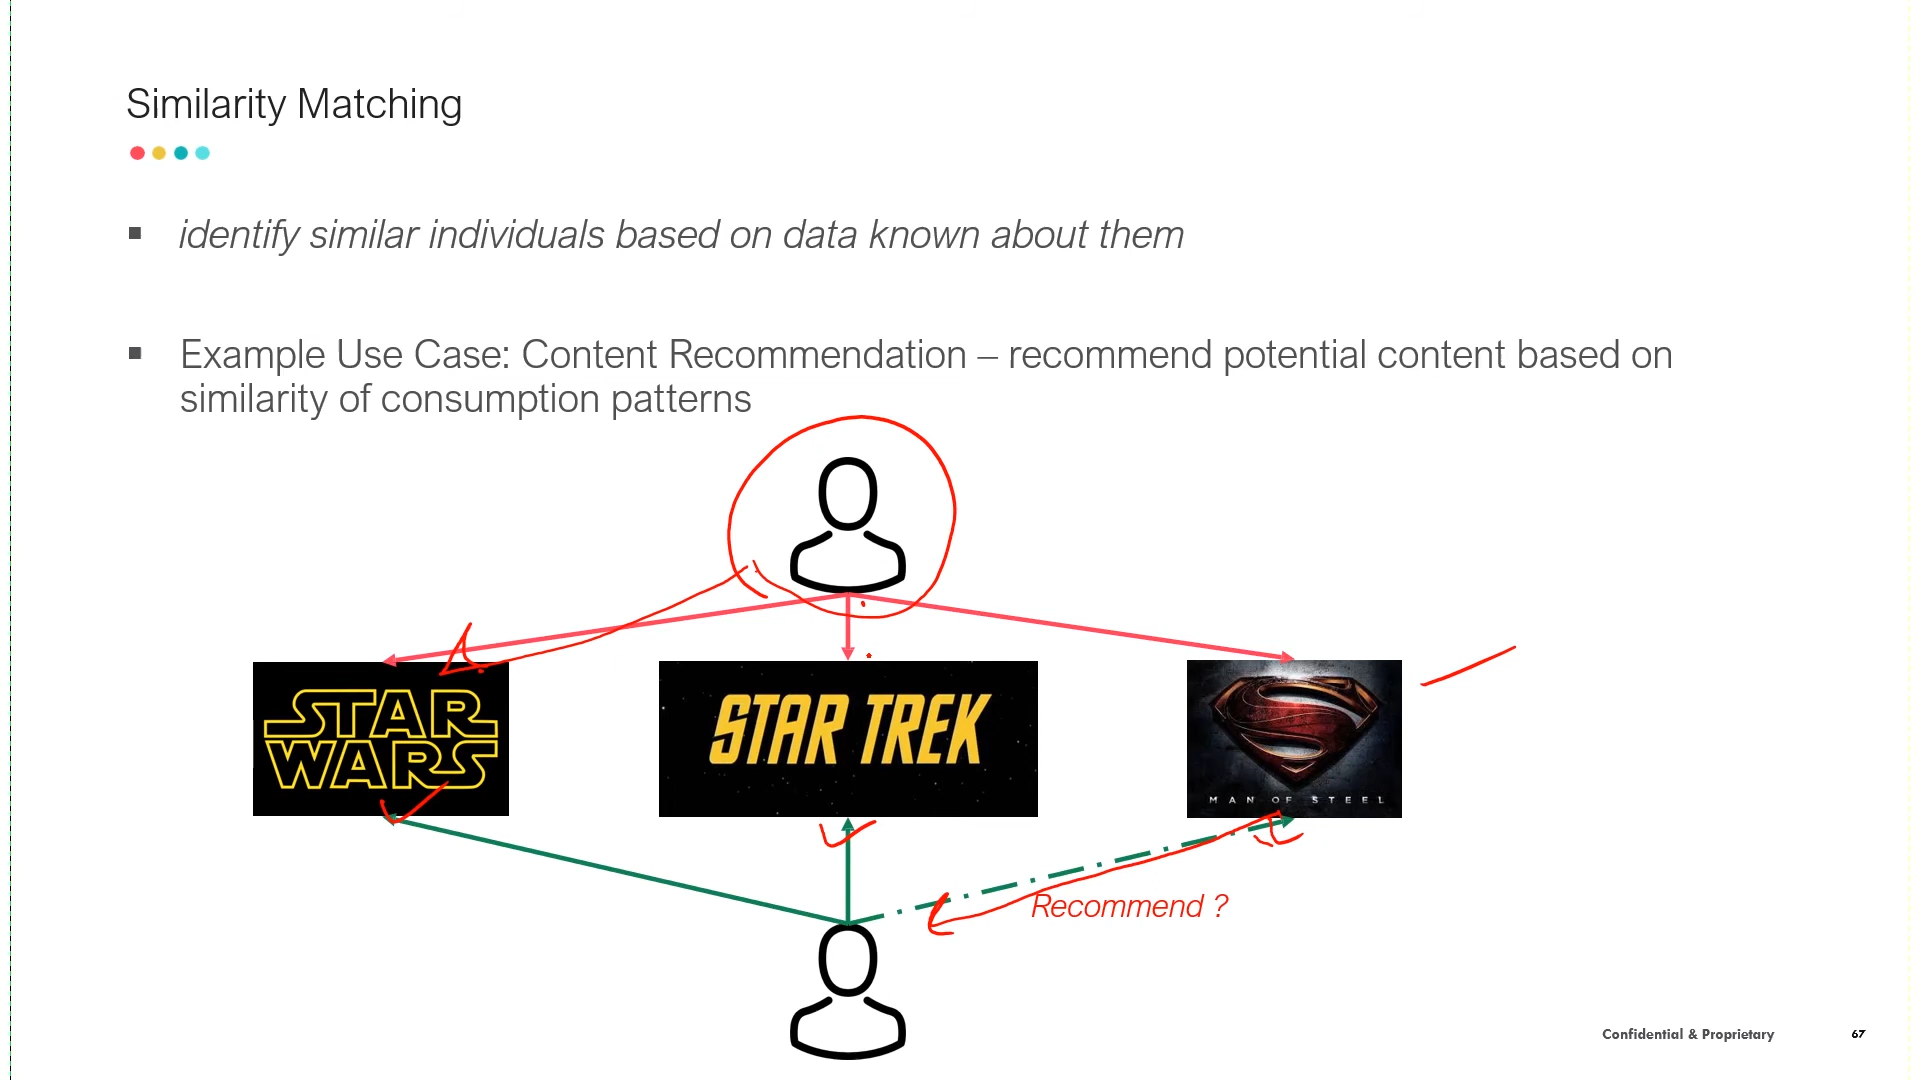 Similarity Matching
identify similar individuals based on data known about them
Example Use Case: Content Recommendation – recommend potential content based on
similarity of consumption patterns
STAR
WARS
STAR TREK
MAN OF STEEL
Recommend ?
Confidential & Proprietary
67